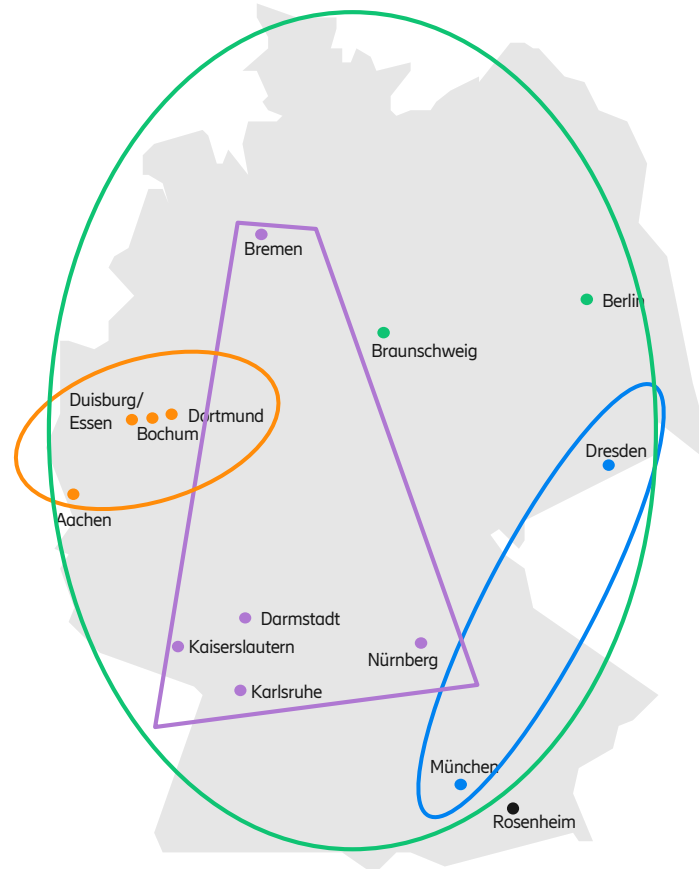 Bremen
Berlin
Braunschweig
Duisburg/
Essen
Bochum
Dortmund
Dresden
Aachen
Darmstadt
Kaiserslautern
Nürnberg
Karlsruhe
München
Rosenheim